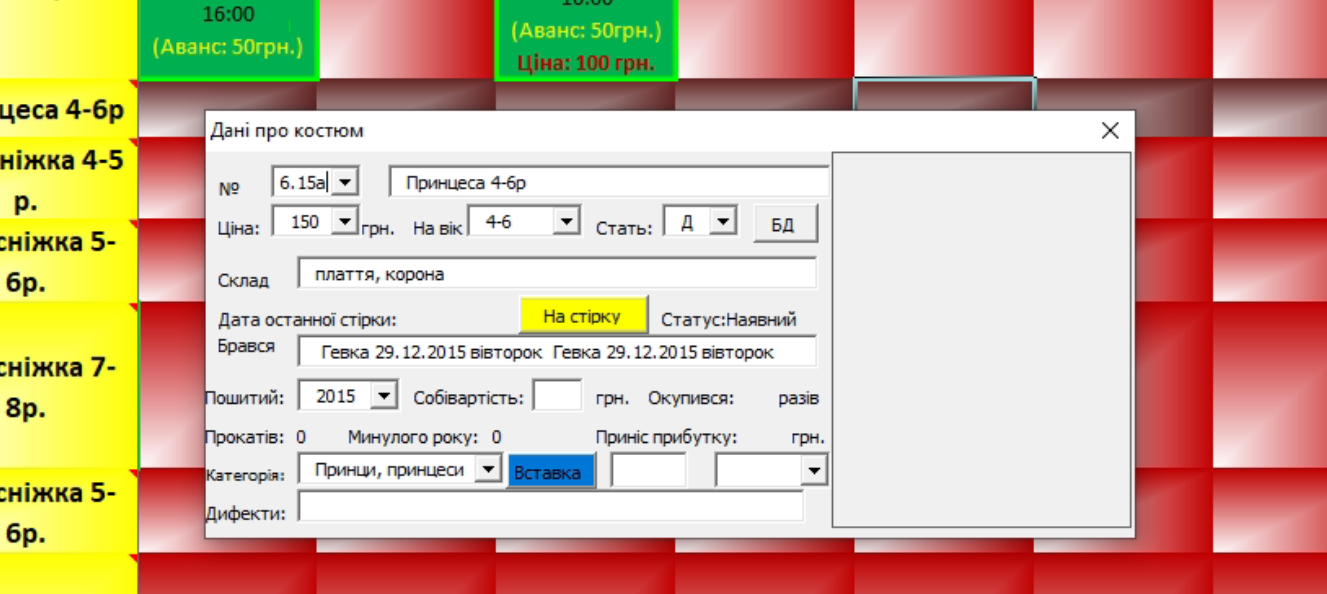 16:00
(Аванс: 50грн.)
(Аванс: 50грн.)
Ціна: 100 грн.
цеса 4-6р
ніжка 4-5
р.
сніжка 5-
6р.
сніжка 7-
8р.
сніжка 5-
6р.
Дані про костюм
№ 6.15а Принцеса 4-6р
Ціна: 150 грн. На вік 4-6 Стать: Д БД
Склад плаття, корона
Дата останної стірки: На стірку Статус:Наявний
Брався Гевка 29.12.2015 вівторок Гевка 29.12.2015 вівторок
Пошитий: 2015 Собівартість: грн. Окупився: разів
Прокатів: 0 Минулого року: 0 Приніс прибутку: грн.
Категорія: Принци, принцеси Вставка
Дифекти: